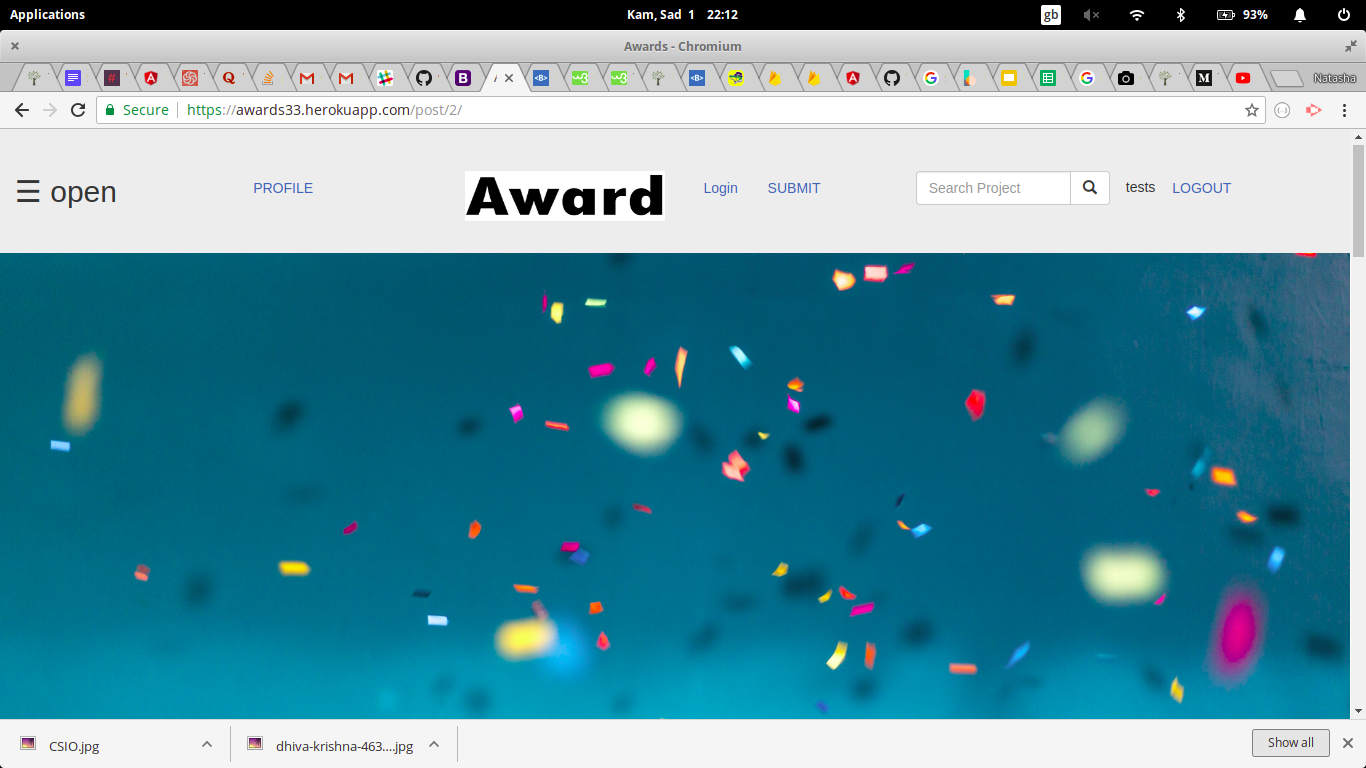 Applications Kam, Sad 1 22:12 gb 93%
Awards - Chromium
Natasha
Secure https://awards33.herokuapp.com/post/2/
☰ open PROFILE Award Login SUBMIT Search Project tests LOGOUT
CSIO.jpg dhiva-krishna-463....jpg Show all